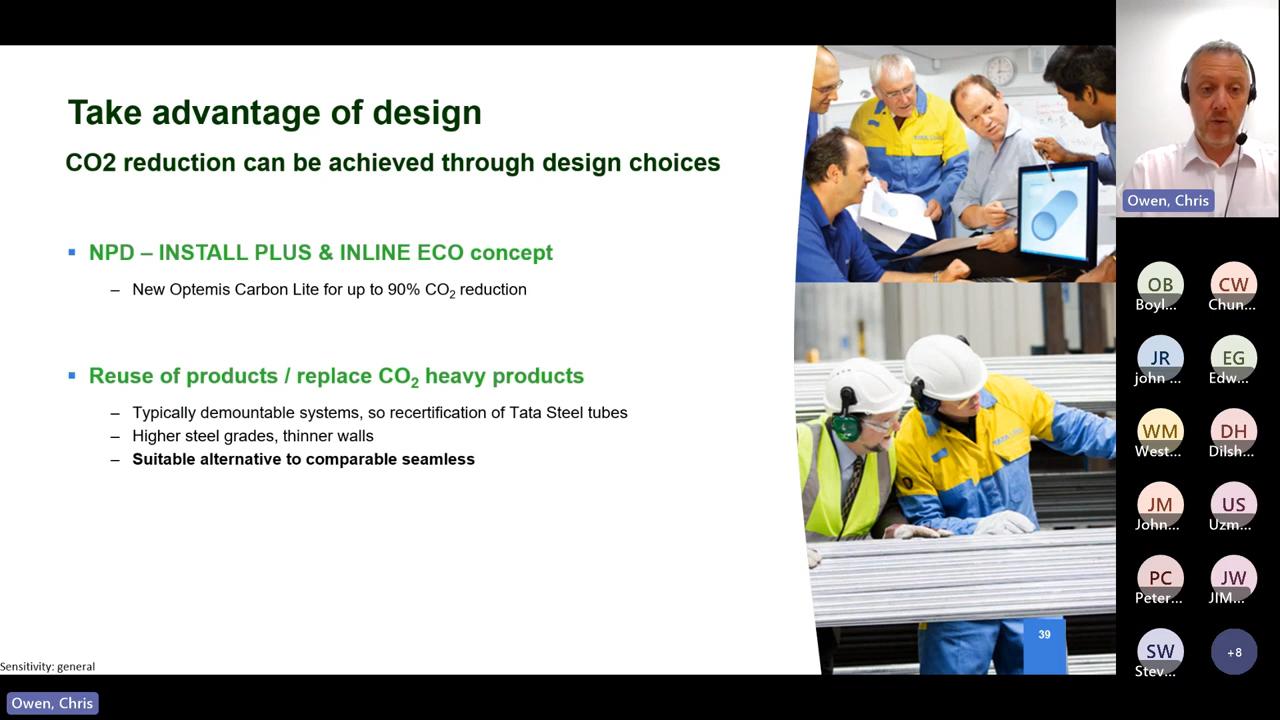 Take advantage of design
CO2 reduction can be achieved through design choices
▪ NPD – INSTALL PLUS & INLINE ECO concept
– New Optemis Carbon Lite for up to 90% CO₂ reduction
▪ Reuse of products / replace CO₂ heavy products
– Typically demountable systems, so recertification of Tata Steel tubes
– Higher steel grades, thinner walls
– Suitable alternative to comparable seamless
39
Sensitivity: general
Owen, Chris
Owen, Chris
OB
Boyl...
CW
Chun...
JR
john ...
EG
Edw...
WM
West...
DH
Dilsh...
JM
John...
US
Uzm...
PC
Peter...
JW
JIM...
SW
Stev...
+8